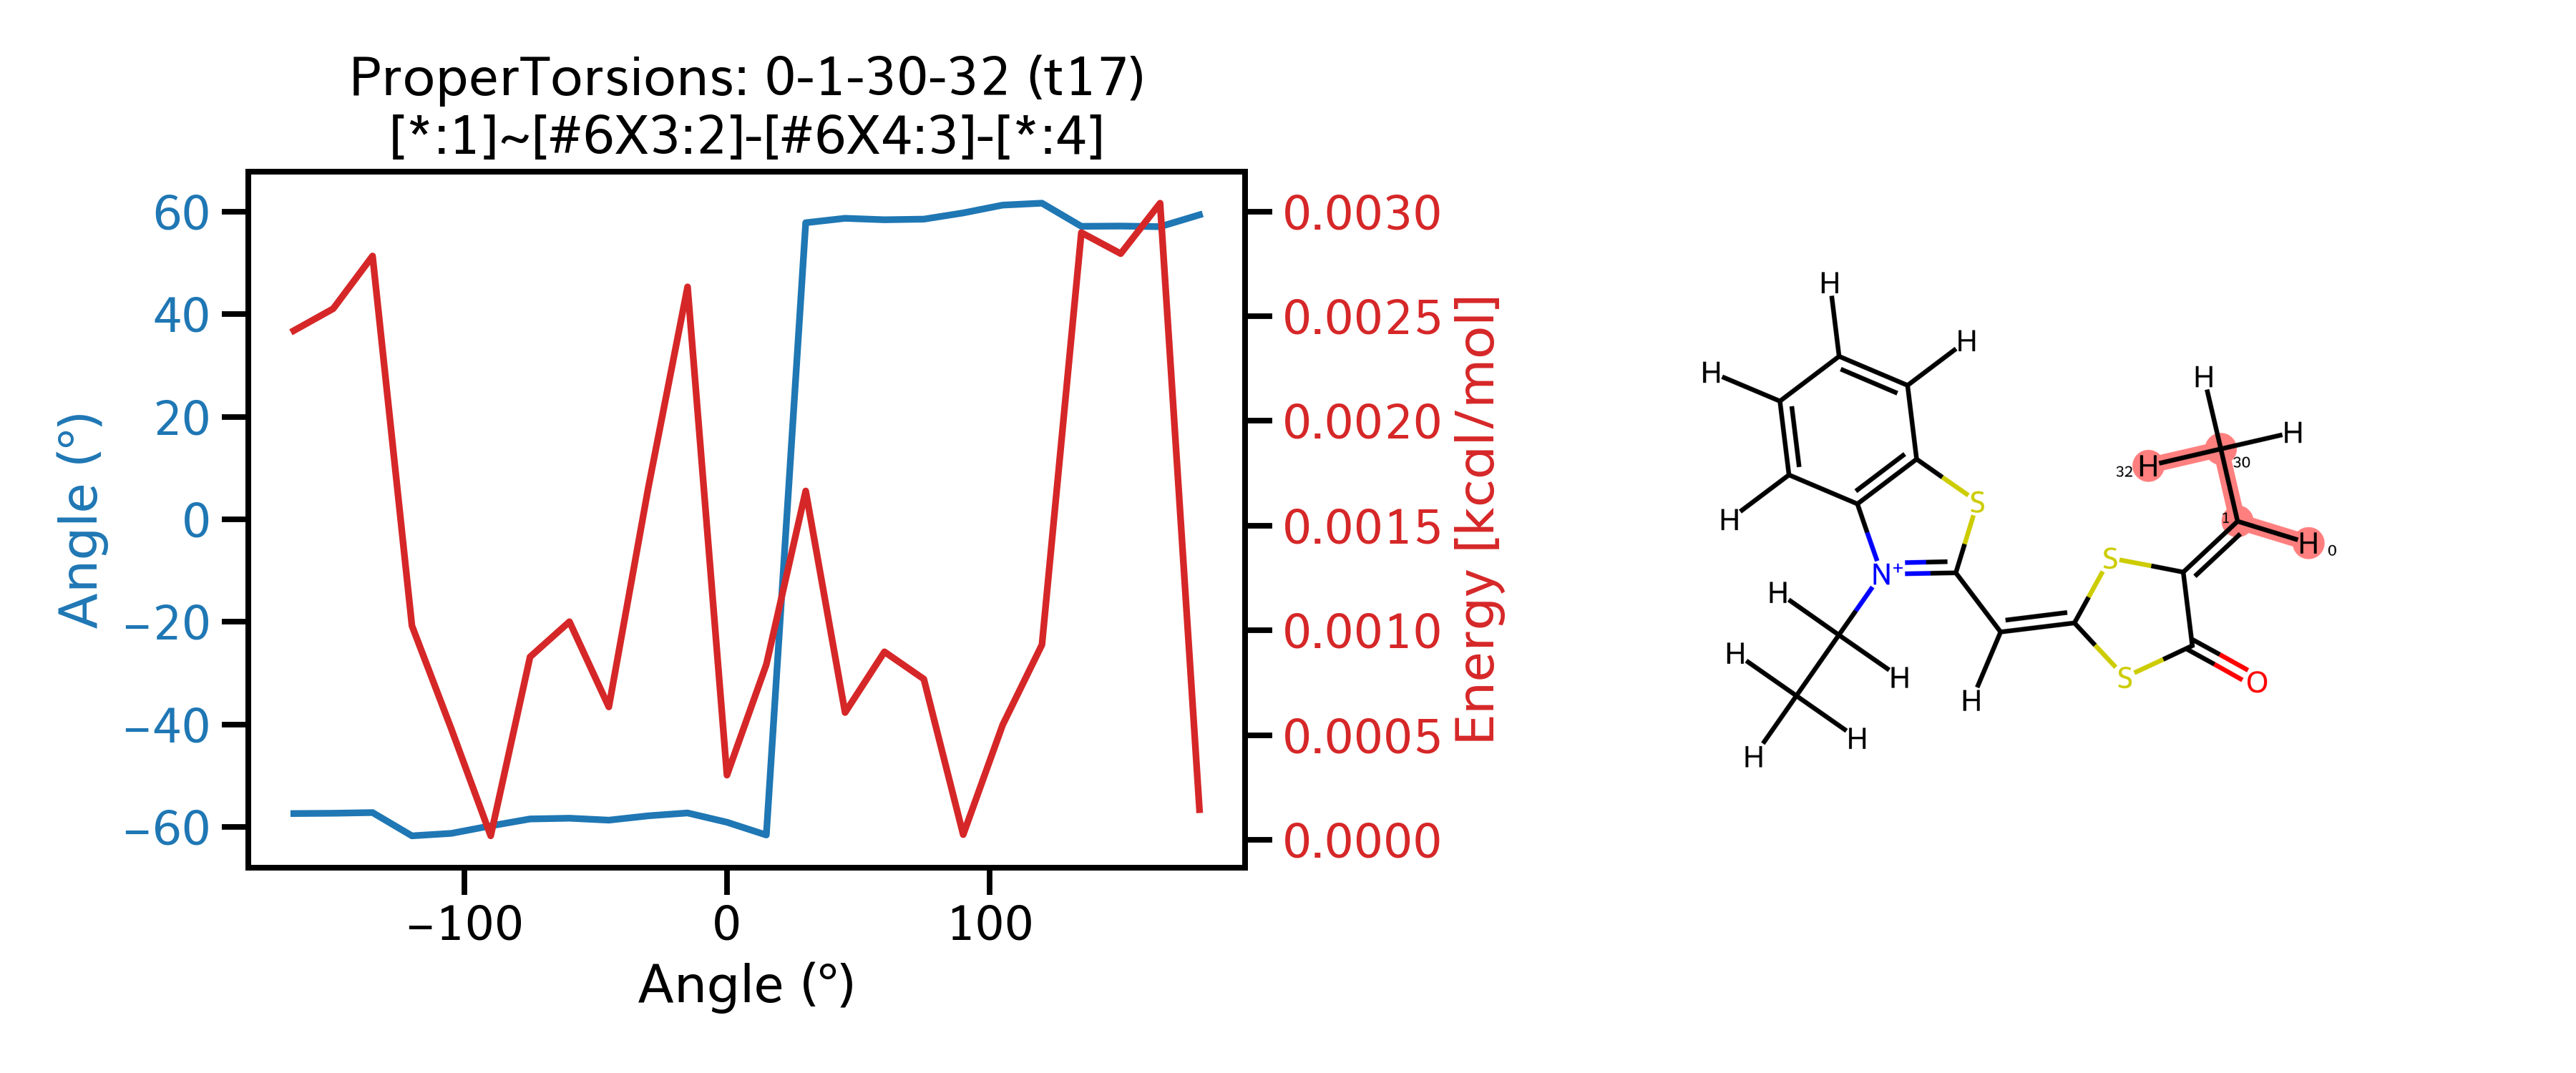 ProperTorsions: 0-1-30-32 (t17)
[*:1]~[#6X3:2]-[#6X4:3]-[*:4]
60
40
20
0
−20
−40
−60
Angle (°)
0.0030
0.0025
0.0020
0.0015
0.0010
0.0005
0.0000
Energy [kcal/mol]
−100
0
100
Angle (°)
H
H
H
H
H
H
32
H
30
S
1
H
0
S
N⁺
H
H
H
H
S
O
H
H
H